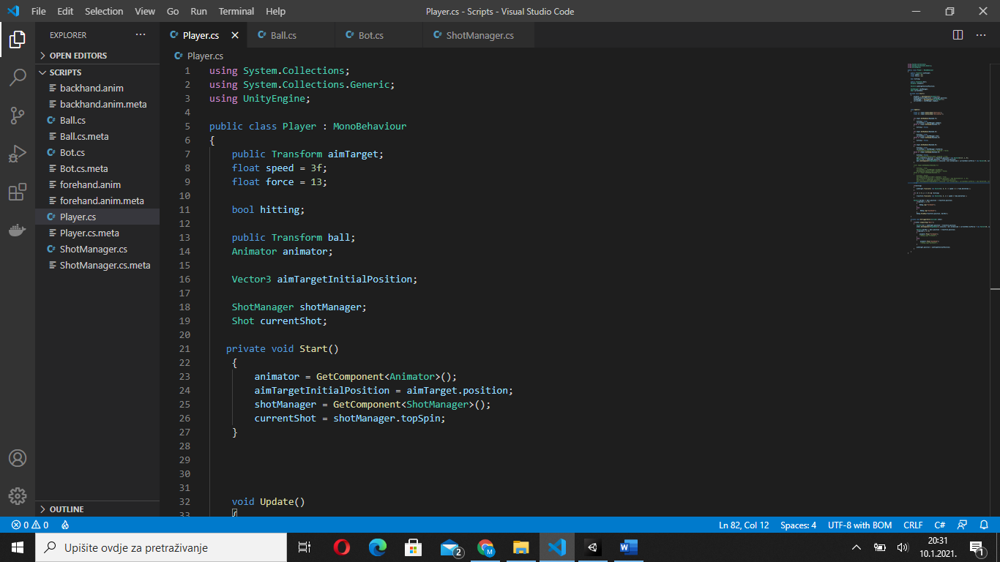 File Edit Selection View Go Run Terminal Help Player.cs - Scripts - Visual Studio Code
EXPLORER
OPEN EDITORS
SCRIPTS
backhand.anim
backhand.anim.meta
Ball.cs
Ball.cs.meta
Bot.cs
Bot.cs.meta
forehand.anim
forehand.anim.meta
Player.cs
Player.cs.meta
ShotManager.cs
ShotManager.cs.meta
OUTLINE
Player.cs Ball.cs Bot.cs ShotManager.cs
Player.cs
1 using System.Collections;
2 using System.Collections.Generic;
3 using UnityEngine;
4
5 public class Player : MonoBehaviour
6 {
7 public Transform aimTarget;
8 float speed = 3f;
9 float force = 13;
10
11 bool hitting;
12
13 public Transform ball;
14 Animator animator;
15
16 Vector3 aimTargetInitialPosition;
17
18 ShotManager shotManager;
19 Shot currentShot;
20
21 private void Start()
22 {
23 animator = GetComponent<Animator>();
24 aimTargetInitialPosition = aimTarget.position;
25 shotManager = GetComponent<ShotManager>();
26 currentShot = shotManager.topSpin;
27 }
28
29
30
31
32 void Update()
33 {
0 0 Ln 82, Col 12 Spaces: 4 UTF-8 with BOM CRLF C#
Upišite ovdje za pretraživanje
2
M
20:31
10.1.2021.
1